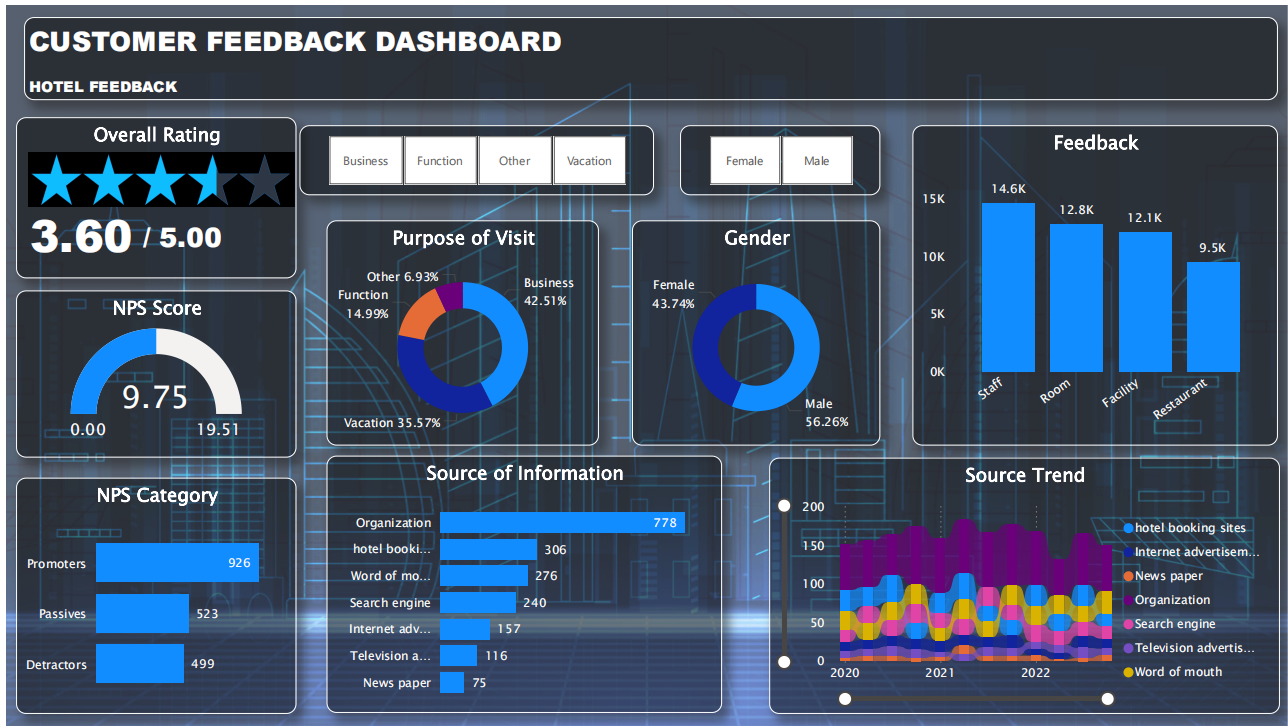 CUSTOMER FEEDBACK DASHBOARD
HOTEL FEEDBACK
Overall Rating
3.60 / 5.00
Business Function Other Vacation
Female Male
NPS Score
9.75
0.00 19.51
NPS Category
Promoters 926
Passives 523
Detractors 499
Purpose of Visit
Other 6.93%
Function
14.99%
Business
42.51%
Vacation 35.57%
Gender
Female
43.74%
Male
56.26%
Feedback
15K
10K
5K
0K
14.6K
12.8K
12.1K
9.5K
Staff
Room
Facility
Restaurant
Source of Information
Organization 778
hotel booki... 306
Word of mo... 276
Search engine 240
Internet adv... 157
Television a... 116
News paper 75
Source Trend
200
150
100
50
0
2020 2021 2022
hotel booking sites
Internet advertisem...
News paper
Organization
Search engine
Television advertis...
Word of mouth